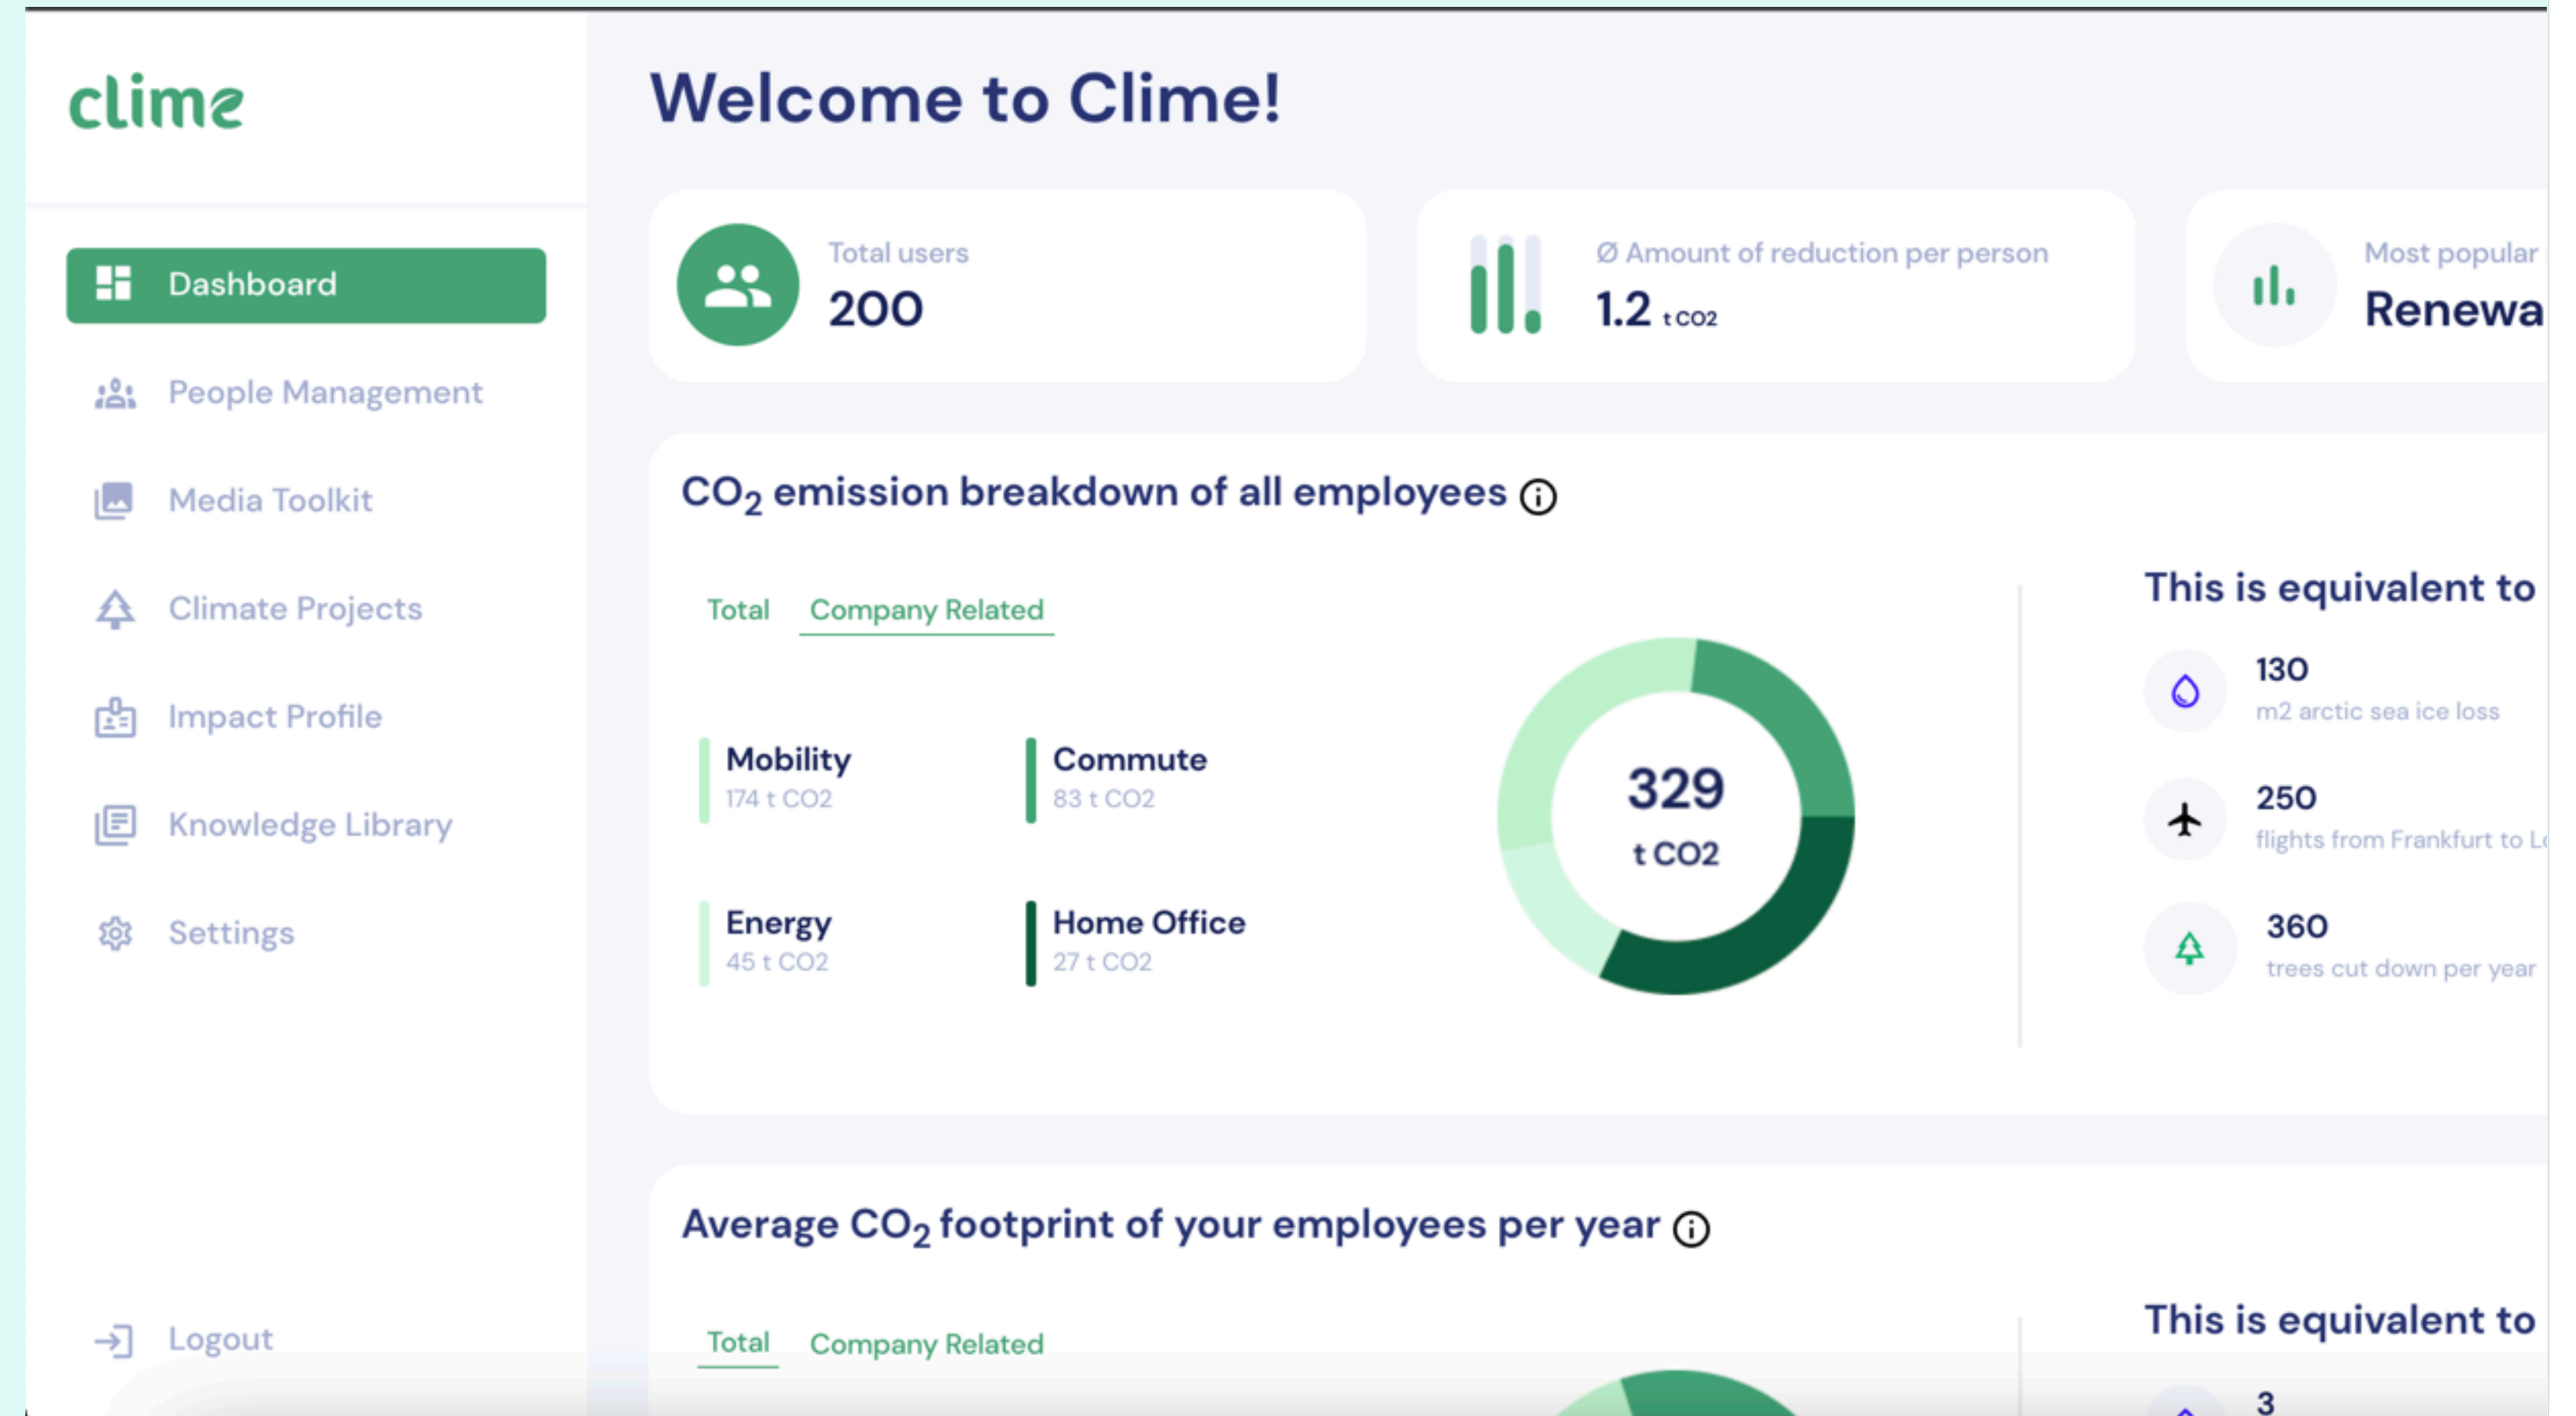 clime
Dashboard
People Management
Media Toolkit
Climate Projects
Impact Profile
Knowledge Library
Settings
Logout
Welcome to Clime!
Total users
200
Ø Amount of reduction per person
1.2 t CO2
Most popular
CO2 emission breakdown of all employees
Total Company Related
Mobility
174 t CO2
Commute
83 t CO2
Energy
45 t CO2
Home Office
27 t CO2
329
t CO2
This is equivalent to
130
m2 arctic sea ice loss
250
flights from Frankfurt to
360
trees cut down per year
Average CO2 footprint of your employees per year
Total Company Related
This is equivalent to
3